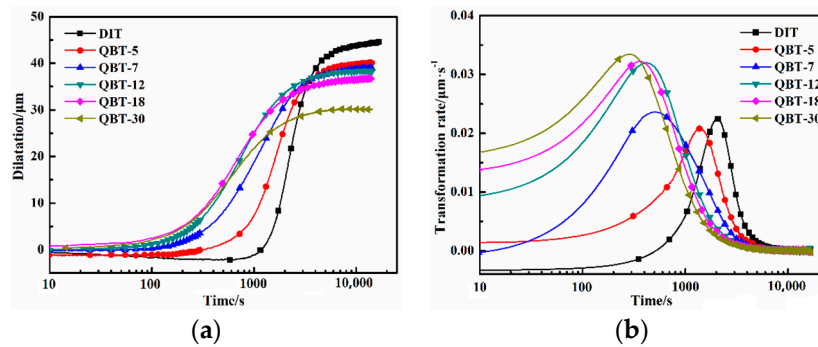 50
40
30
20
10
0
Dilatation/μm
DIT
QBT-5
QBT-7
QBT-12
QBT-18
QBT-30
10 100 1000 10,000
Time/s
(a)
0.04
0.03
0.02
0.01
0.00
Transformation rate/μm·s⁻¹
DIT
QBT-5
QBT-7
QBT-12
QBT-18
QBT-30
10 100 1000 10,000
Time/s
(b)